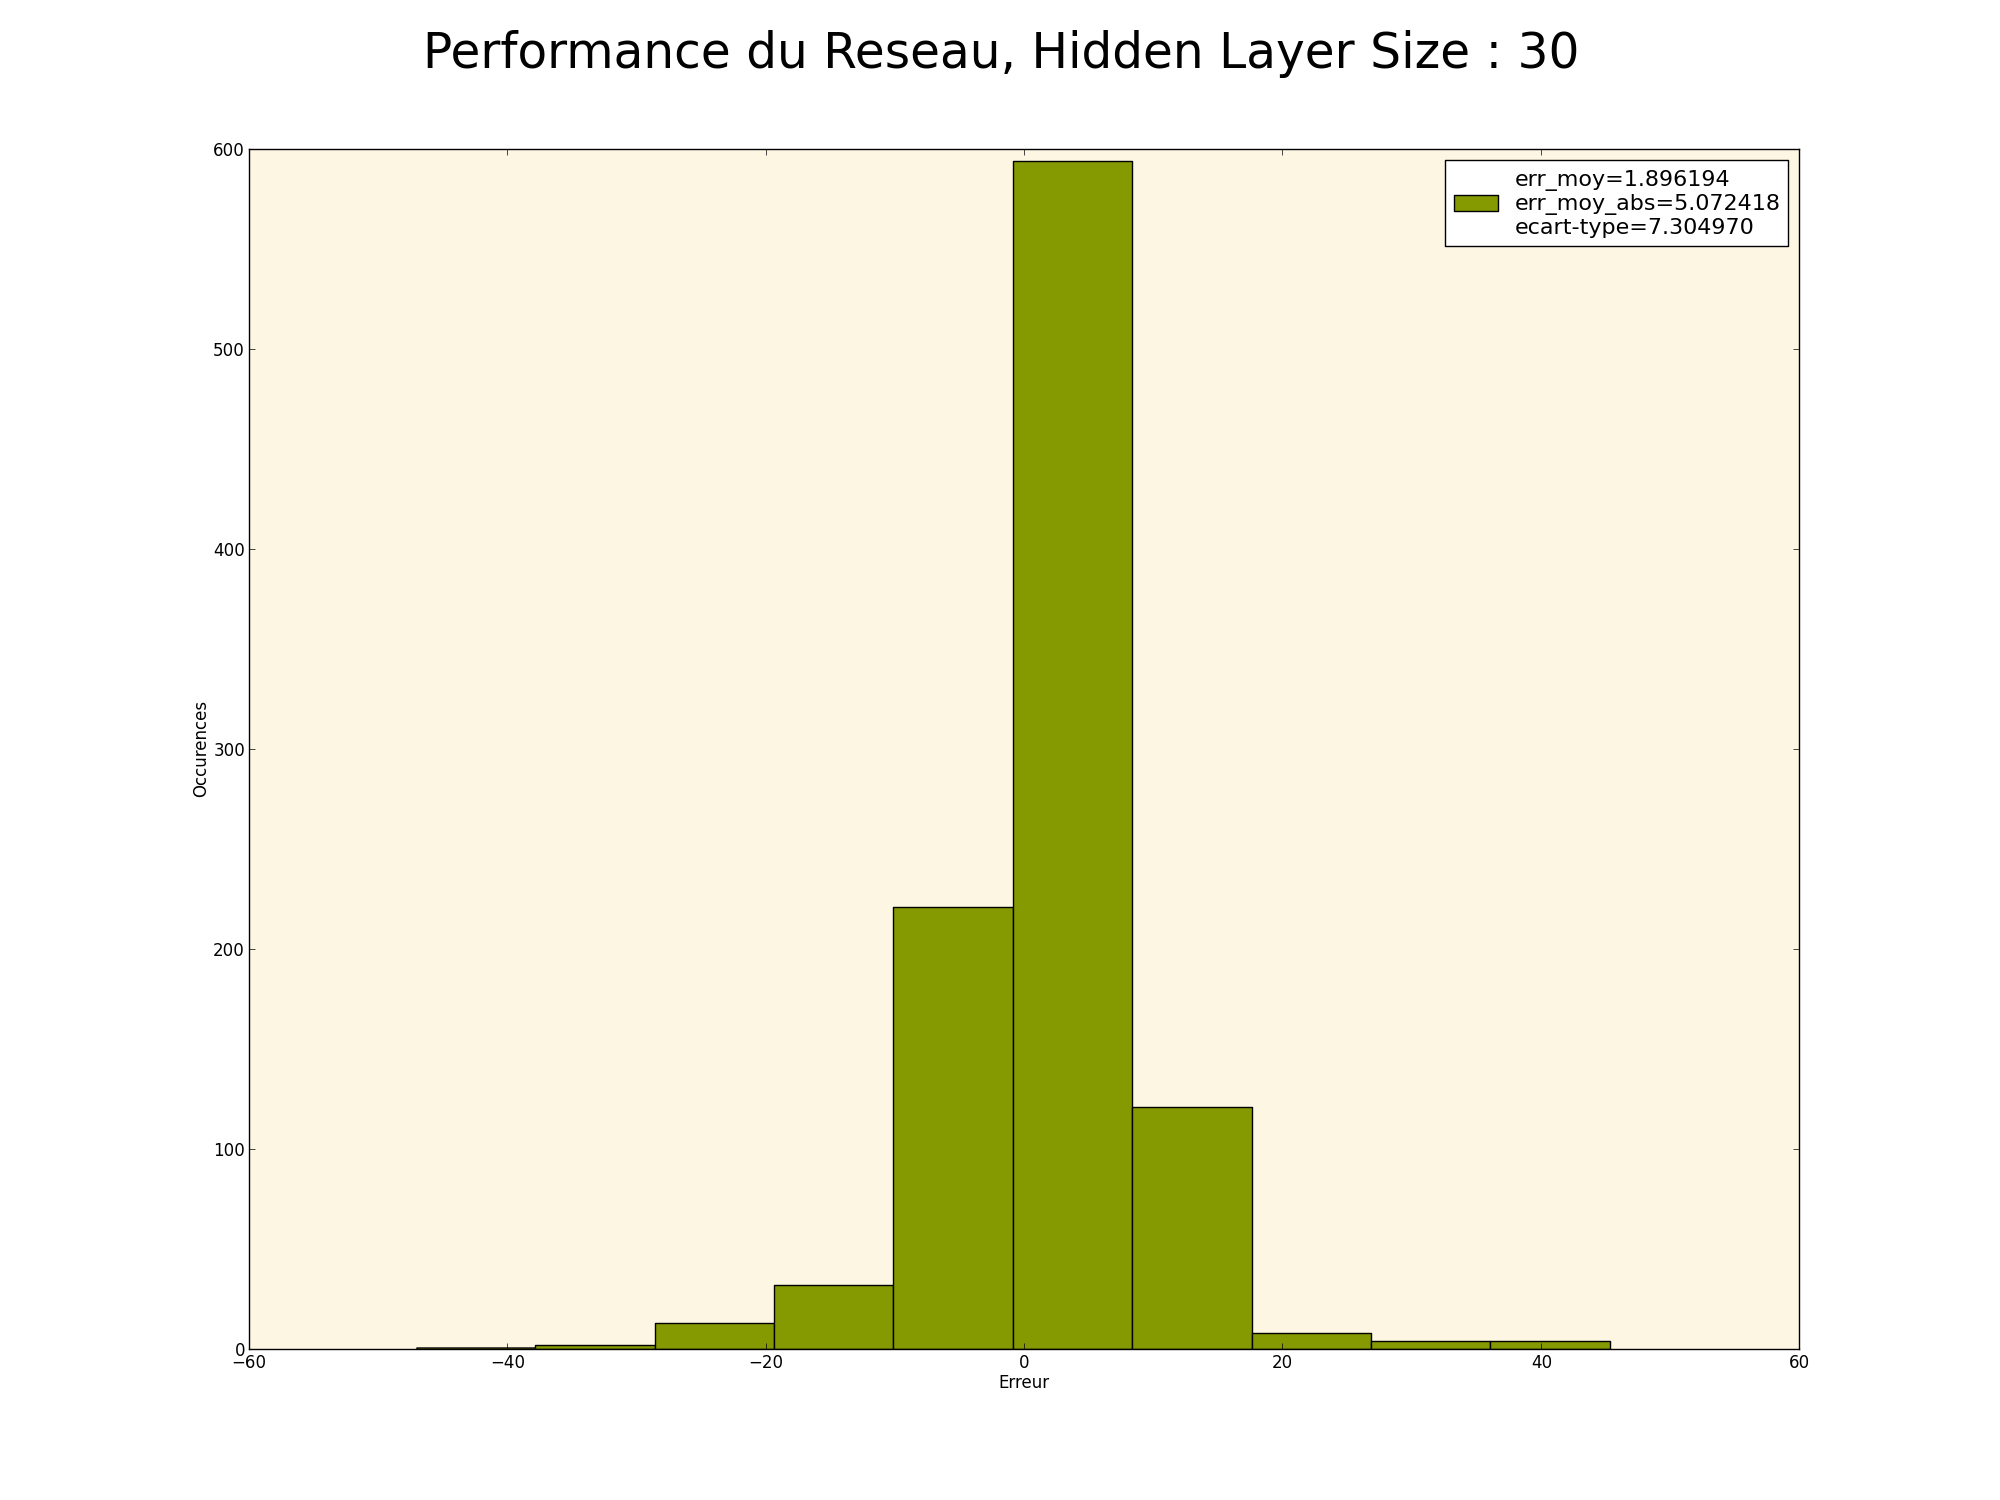 Performance du Reseau, Hidden Layer Size : 30
err_moy=1.896194
err_moy_abs=5.072418
ecart-type=7.304970
600
500
400
300
200
100
0
Occurences
−60
−40
−20
0
20
40
60
Erreur